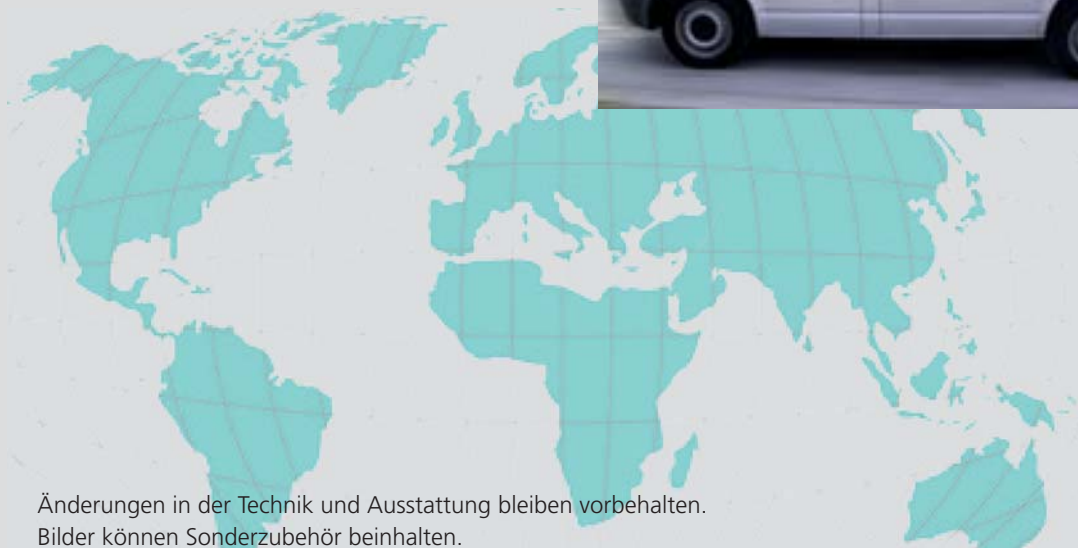 Änderungen in der Technik und Ausstattung bleiben vorbehalten.
Bilder können Sonderzubehör beinhalten.